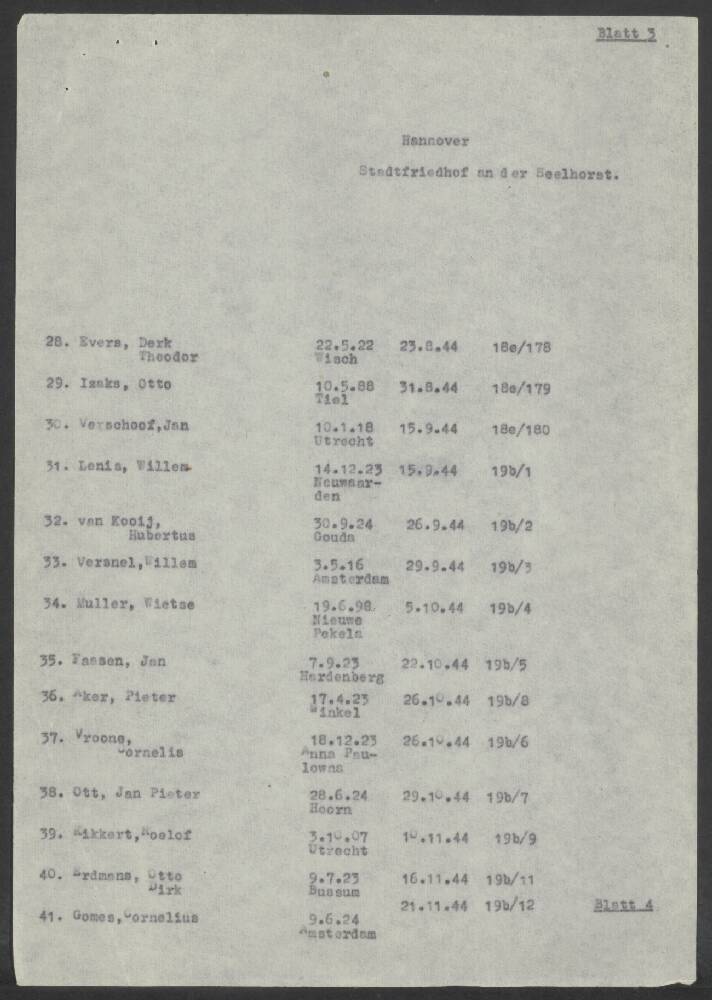 Blatt 3
Hannover
Stadtfriedhof an der Seelhorst.
28. Evers, Derk 22.5.22 23.8.44 18e/178
Theodor Wisch
29. Izaks, Otto 10.5.88 31.8.44 18e/179
Tiel
30. Verschoof,Jan 10.1.18 15.9.44 18e/180
Utrecht
31. Lenis, Willem 14.12.23 15.9.44 19b/1
Neuwaar-
den
32. van Kooij, 30.9.24 26.9.44 19b/2
Hubertus Gouda
33. Versnel,Willem 3.5.16 29.9.44 19b/3
Amsterdam
34. Muller, Wietse 19.6.98. 5.10.44 19b/4
Nieuwe
Pekela
35. Faasen, Jan 7.9.23 22.10.44 19b/5
Hardenberg
36. Aker, Pieter 17.4.23 26.10.44 19b/8
Winkel
37. Vroone, 18.12.23 26.10.44 19b/6
Cornelis Anna Pau-
lowna
38. Ott, Jan Pieter 28.6.24 29.10.44 19b/7
Hoorn
39. Kikkert,Roelof 3.10.07 10.11.44 19b/9
Utrecht
40. Erdmans, Otto 9.7.23 16.11.44 19b/11
Dirk Bussum
21.11.44 19b/12 Blatt 4
41. Gomes,Cornelius 9.6.24
Amsterdam